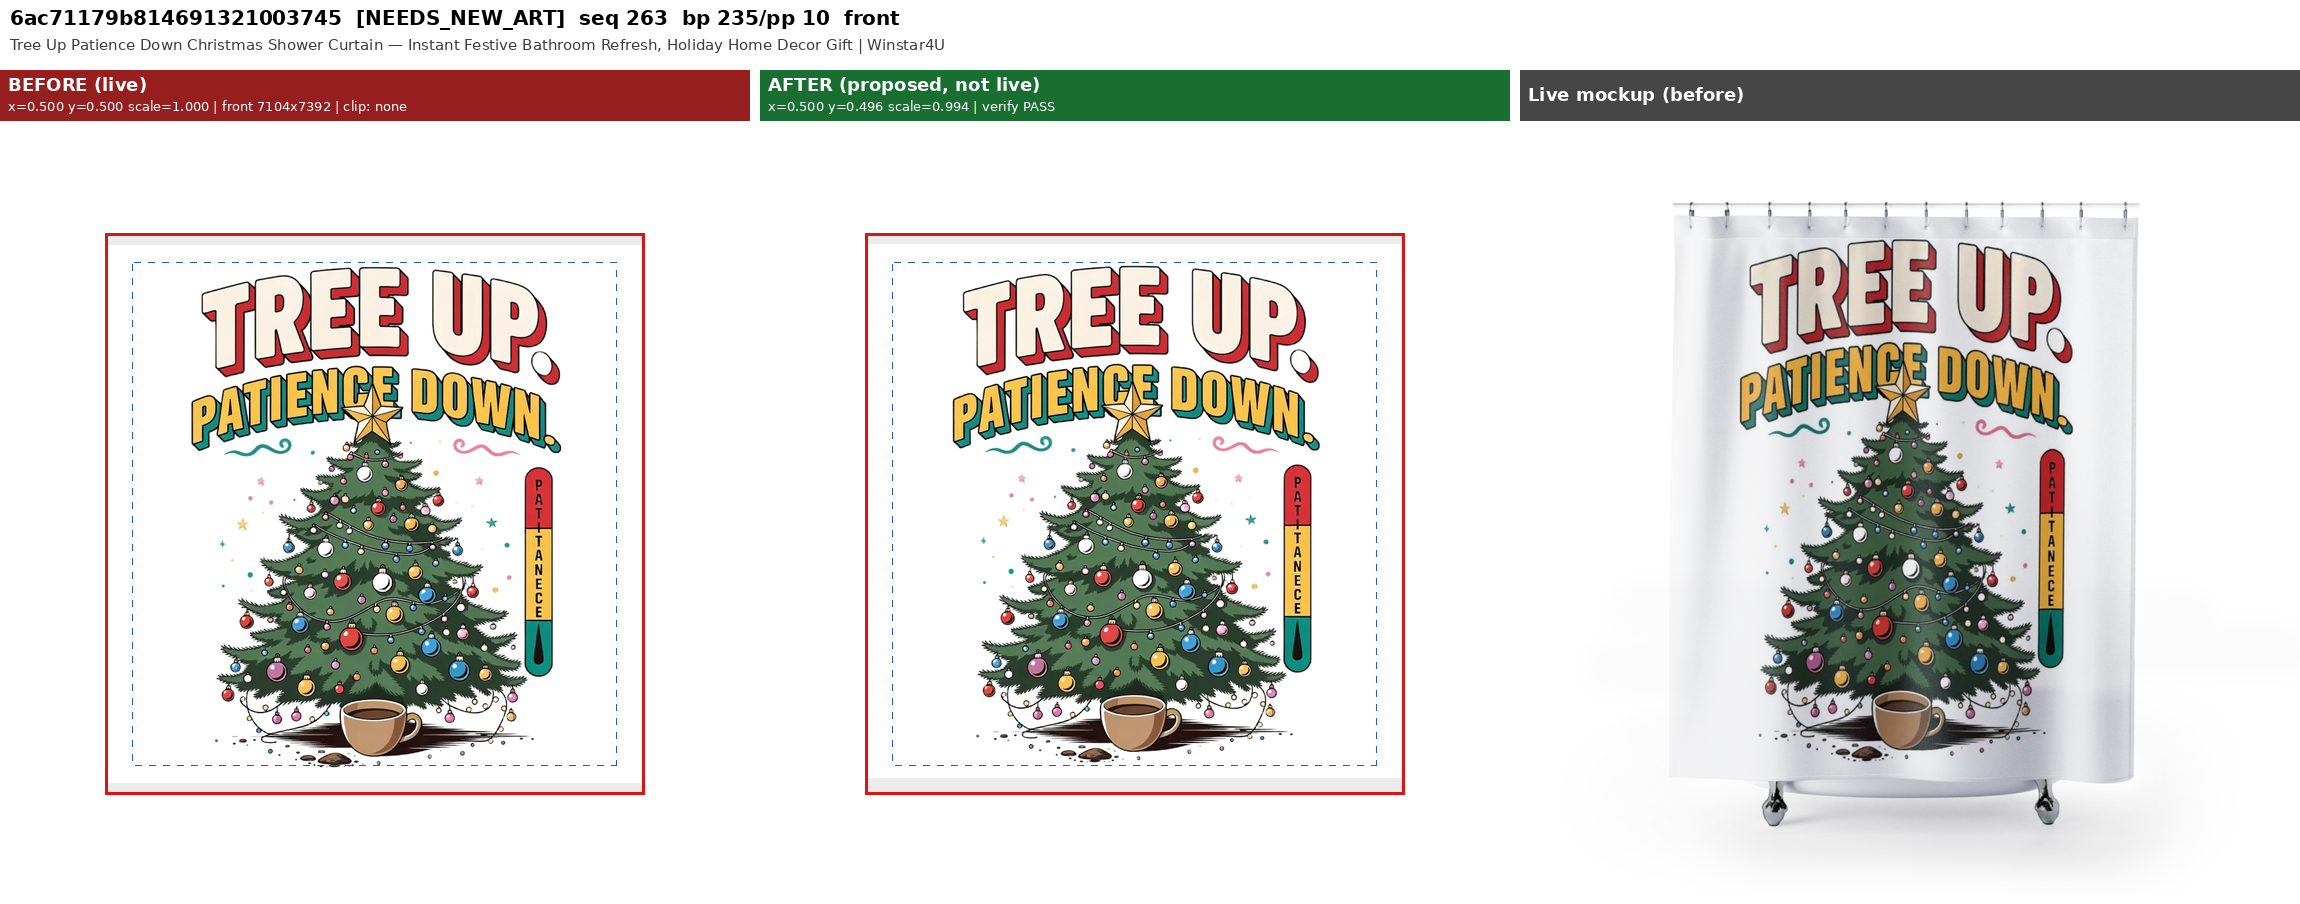 6ac71179b814691321003745 [NEEDS_NEW_ART] seq 263 bp 235/pp 10 front
Tree Up Patience Down Christmas Shower Curtain — Instant Festive Bathroom Refresh, Holiday Home Decor Gift | Winstar4U
BEFORE (live)
x=0.500 y=0.500 scale=1.000 | front 7104x7392 | clip: none
AFTER (proposed, not live)
x=0.500 y=0.496 scale=0.994 | verify PASS
Live mockup (before)
TREE UP.
PATIENCE DOWN.
PATITANECE
TREE UP.
PATIENCE DOWN.
PATITANECE
TREE UP.
PATIENCE DOWN.
PATITANECE